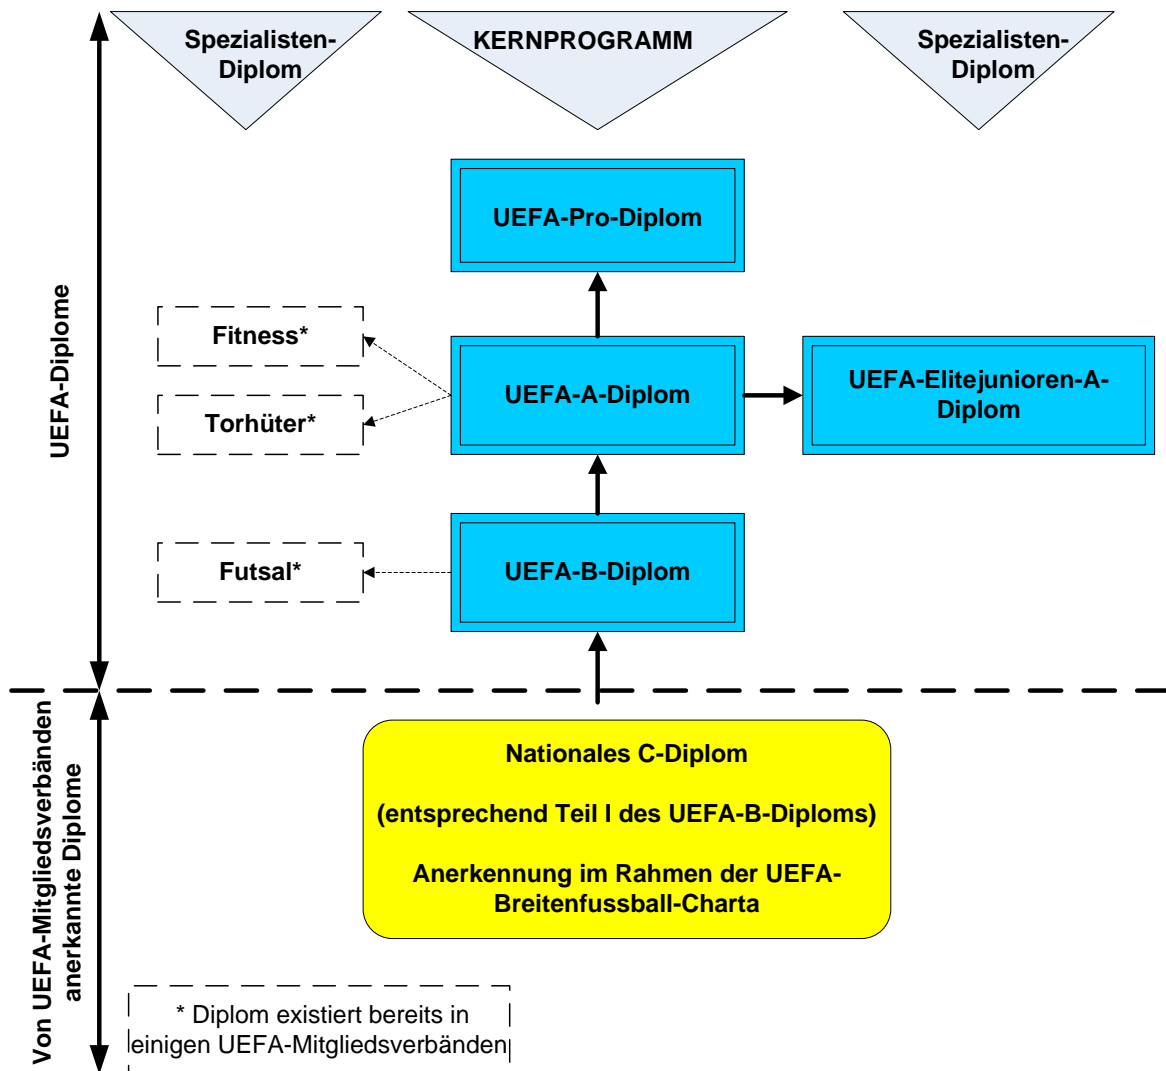 Spezialisten-
Diplom
KERNPROGRAMM
Spezialisten-
Diplom
UEFA-Diplome
UEFA-Pro-Diplom
Fitness*
Torhüter*
UEFA-A-Diplom
UEFA-Elitejunioren-A-
Diplom
Futsal*
UEFA-B-Diplom
Von UEFA-Mitgliedsverbänden
anerkannte Diplome
Nationales C-Diplom
(entsprechend Teil I des UEFA-B-Diploms)
Anerkennung im Rahmen der UEFA-
Breitenfussball-Charta
* Diplom existiert bereits in
einigen UEFA-Mitgliedsverbänden